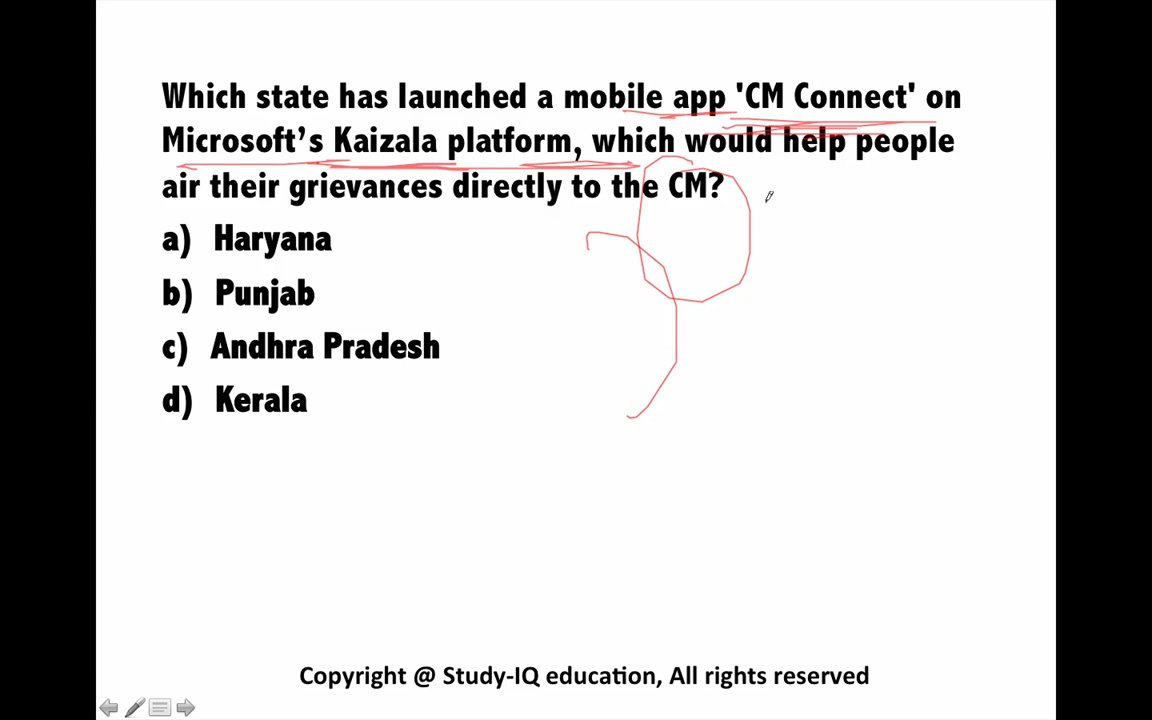 Which state has launched a mobile app 'CM Connect' on
Microsoft’s Kaizala platform, which would help people
air their grievances directly to the CM?
a) Haryana
b) Punjab
c) Andhra Pradesh
d) Kerala
Copyright @ Study-IQ education, All rights reserved